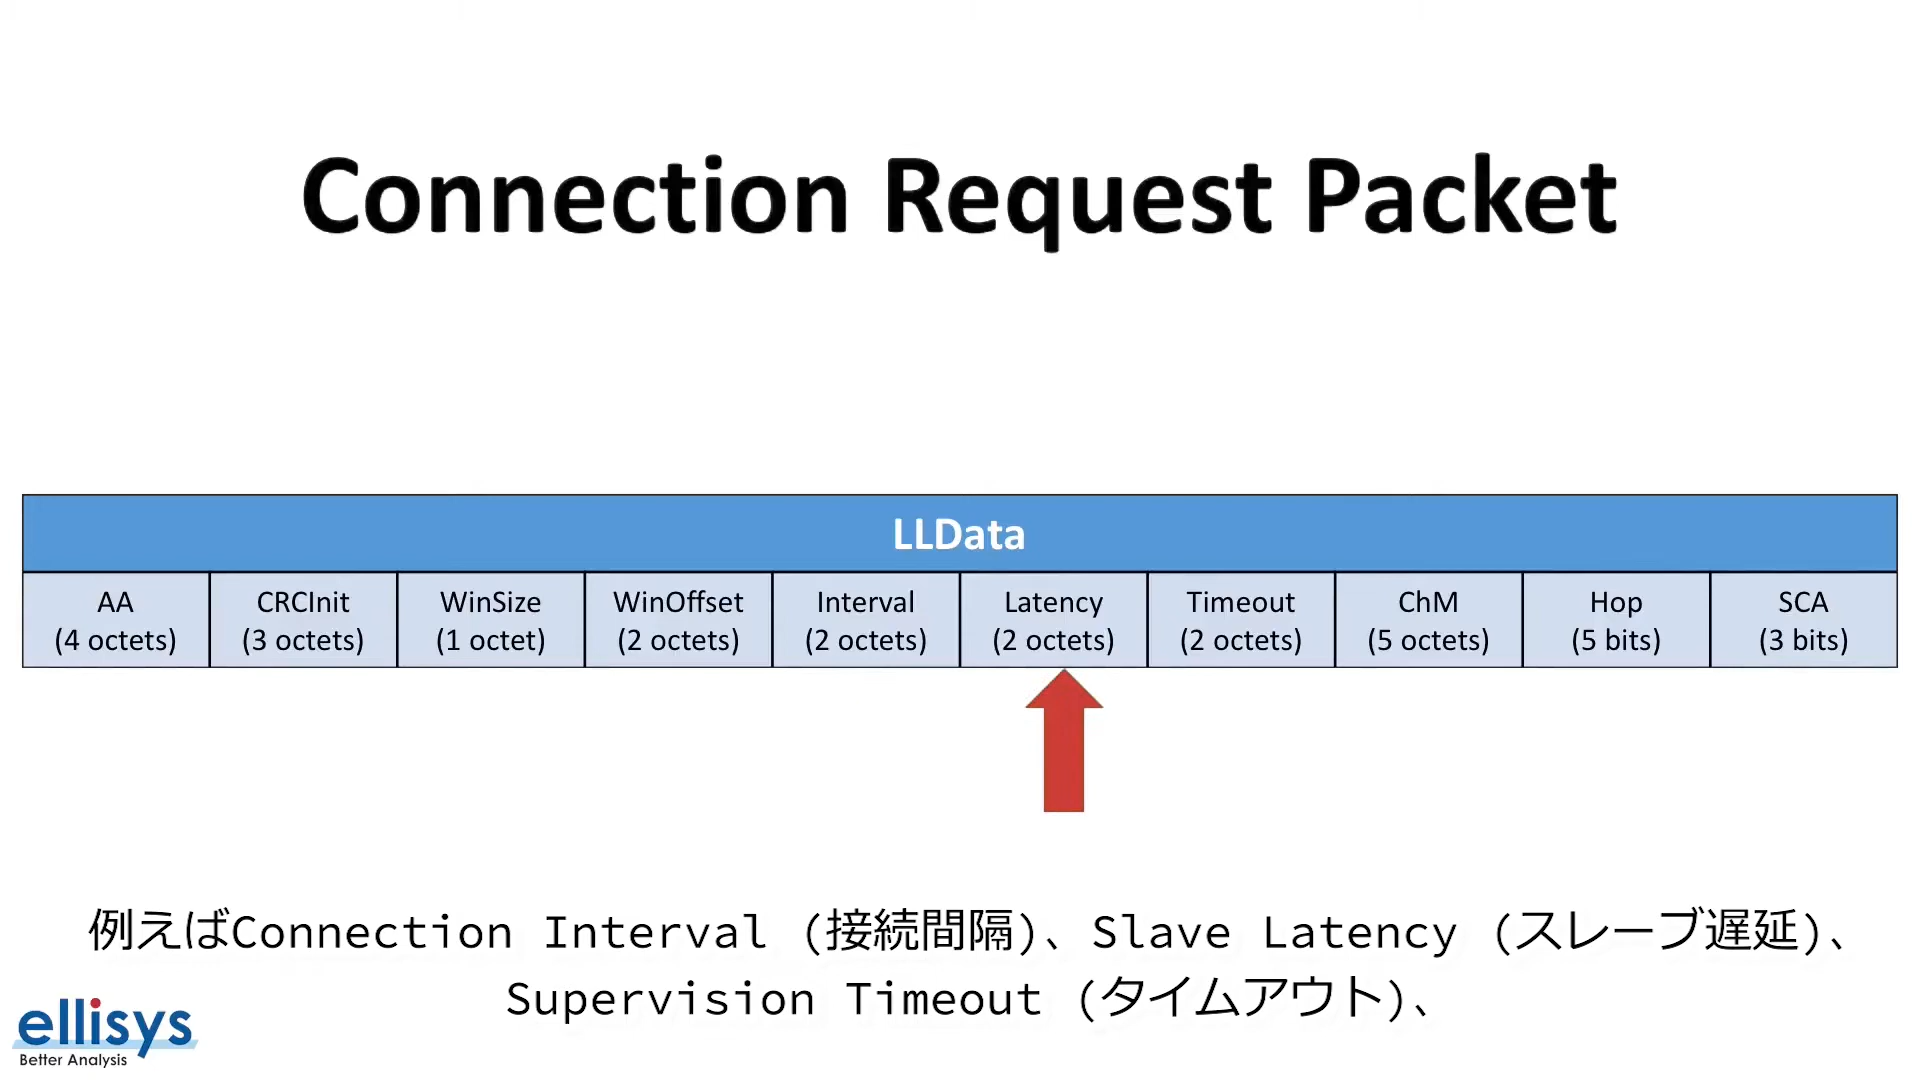 Connection Request Packet
LLData
AA
(4 octets)
CRCInit
(3 octets)
WinSize
(1 octet)
WinOffset
(2 octets)
Interval
(2 octets)
Latency
(2 octets)
Timeout
(2 octets)
ChM
(5 octets)
Hop
(5 bits)
SCA
(3 bits)
例えばConnection Interval (接続間隔)、Slave Latency (スレーブ遅延)、
Supervision Timeout (タイムアウト)、
ellisys
Better Analysis